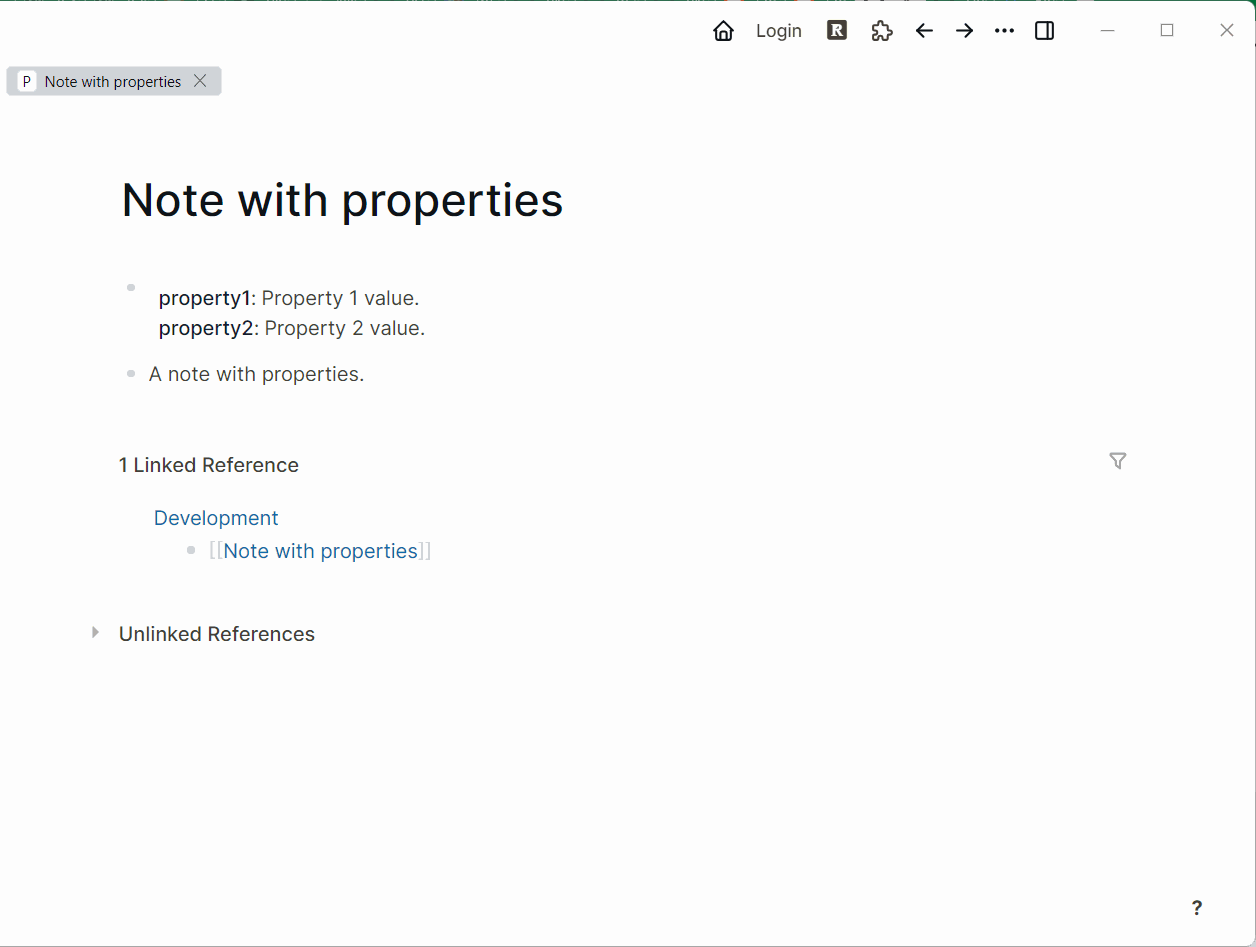 Login R
P Note with properties
Note with properties
property1: Property 1 value.
property2: Property 2 value.
A note with properties.
1 Linked Reference
Development
[[Note with properties]]
Unlinked References
?